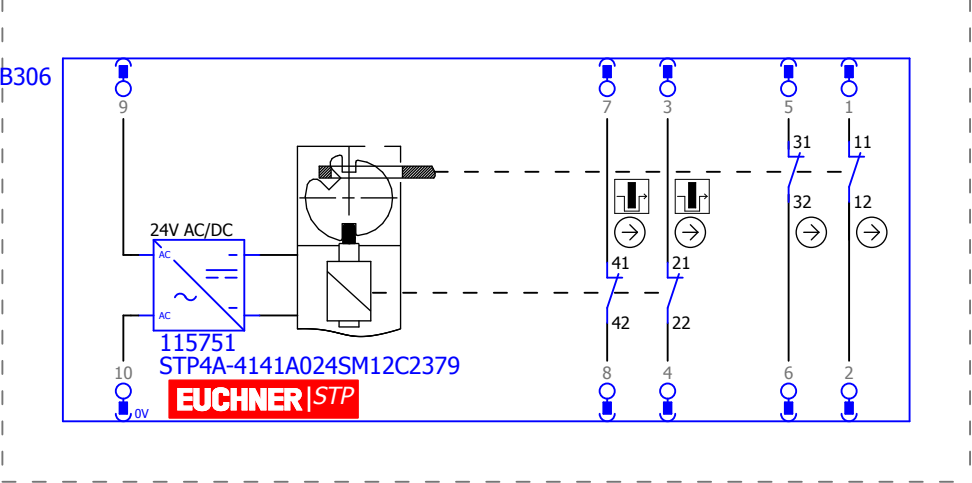 B306
9 7 3 5 1
31 11
32 12
24V AC/DC
AC
41 21
AC
42 22
115751
STP4A-4141A024SM12C2379
10 8 4 6 2
EUCHNER STP
0V